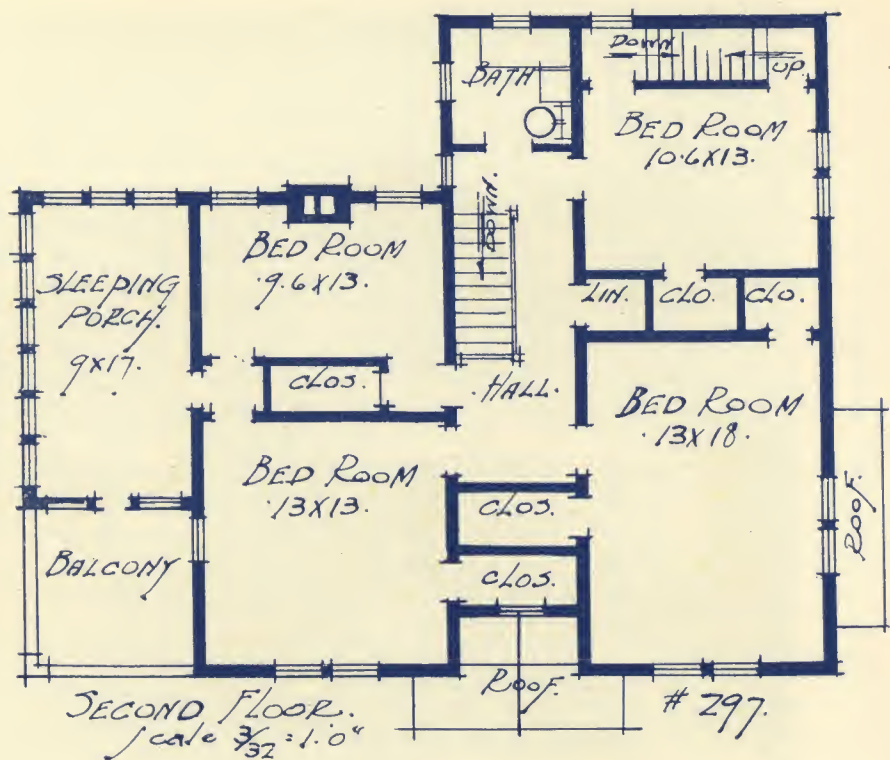 DOWN
UP.
BATH
BED ROOM
10.6X13.
DOWN.
BED ROOM
9.6X13.
SLEEPING
PORCH.
9X17.
LIN.
CLO.
CLO.
CLOS.
HALL.
BED ROOM
13X18.
BED ROOM
13X13.
CLOS.
ROOF.
CLOS.
BALCONY
ROOF.
SECOND FLOOR.
Scale 3/32 = 1.0"
# 297.